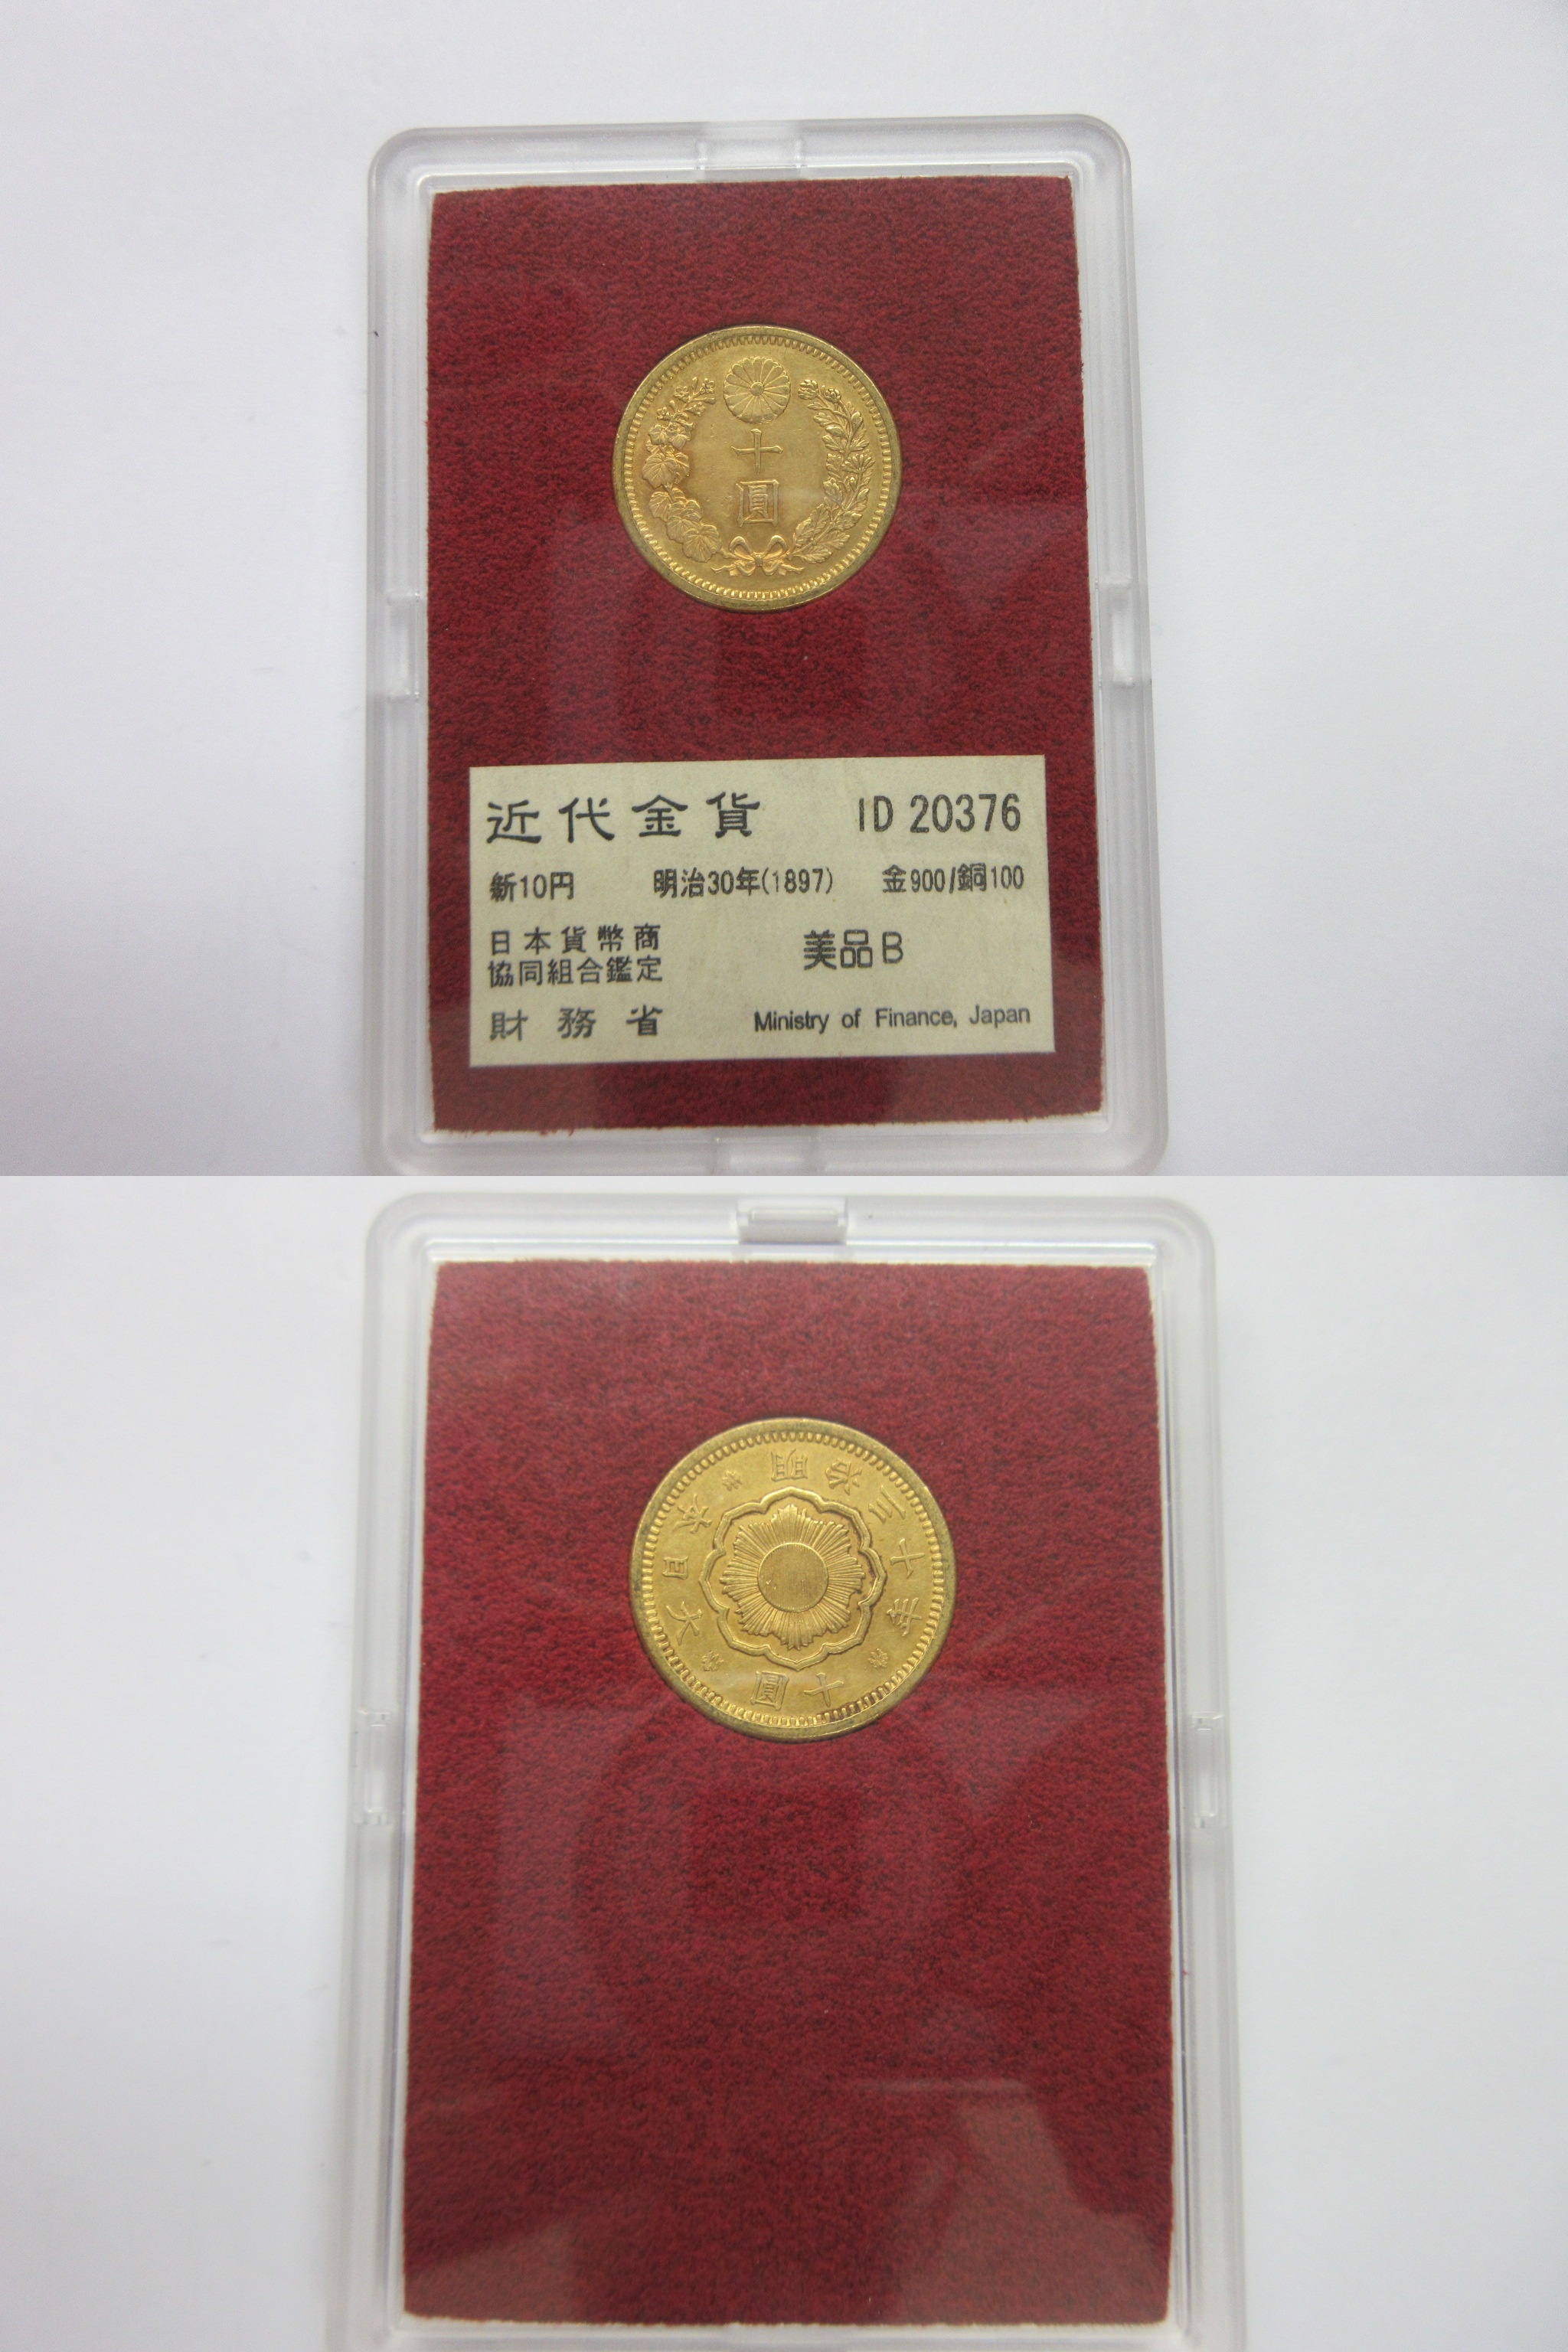 十
圓
近代金貨 ID 20376
新10円 明治30年(1897) 金900/銅100
日本貨幣商
協同組合鑑定
美品B
財務省 Ministry of Finance, Japan
大日本 明治三十年 十圓